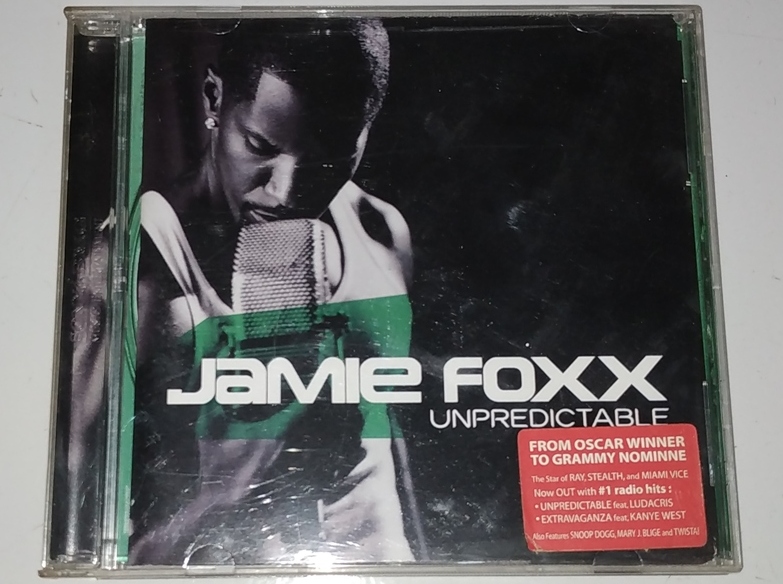 JAMIE FOXX
UNPREDICTABLE
FROM OSCAR WINNER
TO GRAMMY NOMINNE
The Star of RAY, STEALTH, and MIAMI VICE
Now OUT with #1 radio hits :
• UNPREDICTABLE feat, LUDACRIS
• EXTRAVAGANZA feat, KANYE WEST
Also Features SNOOP DOGG, MARY J. BLIGE and TWISTA!